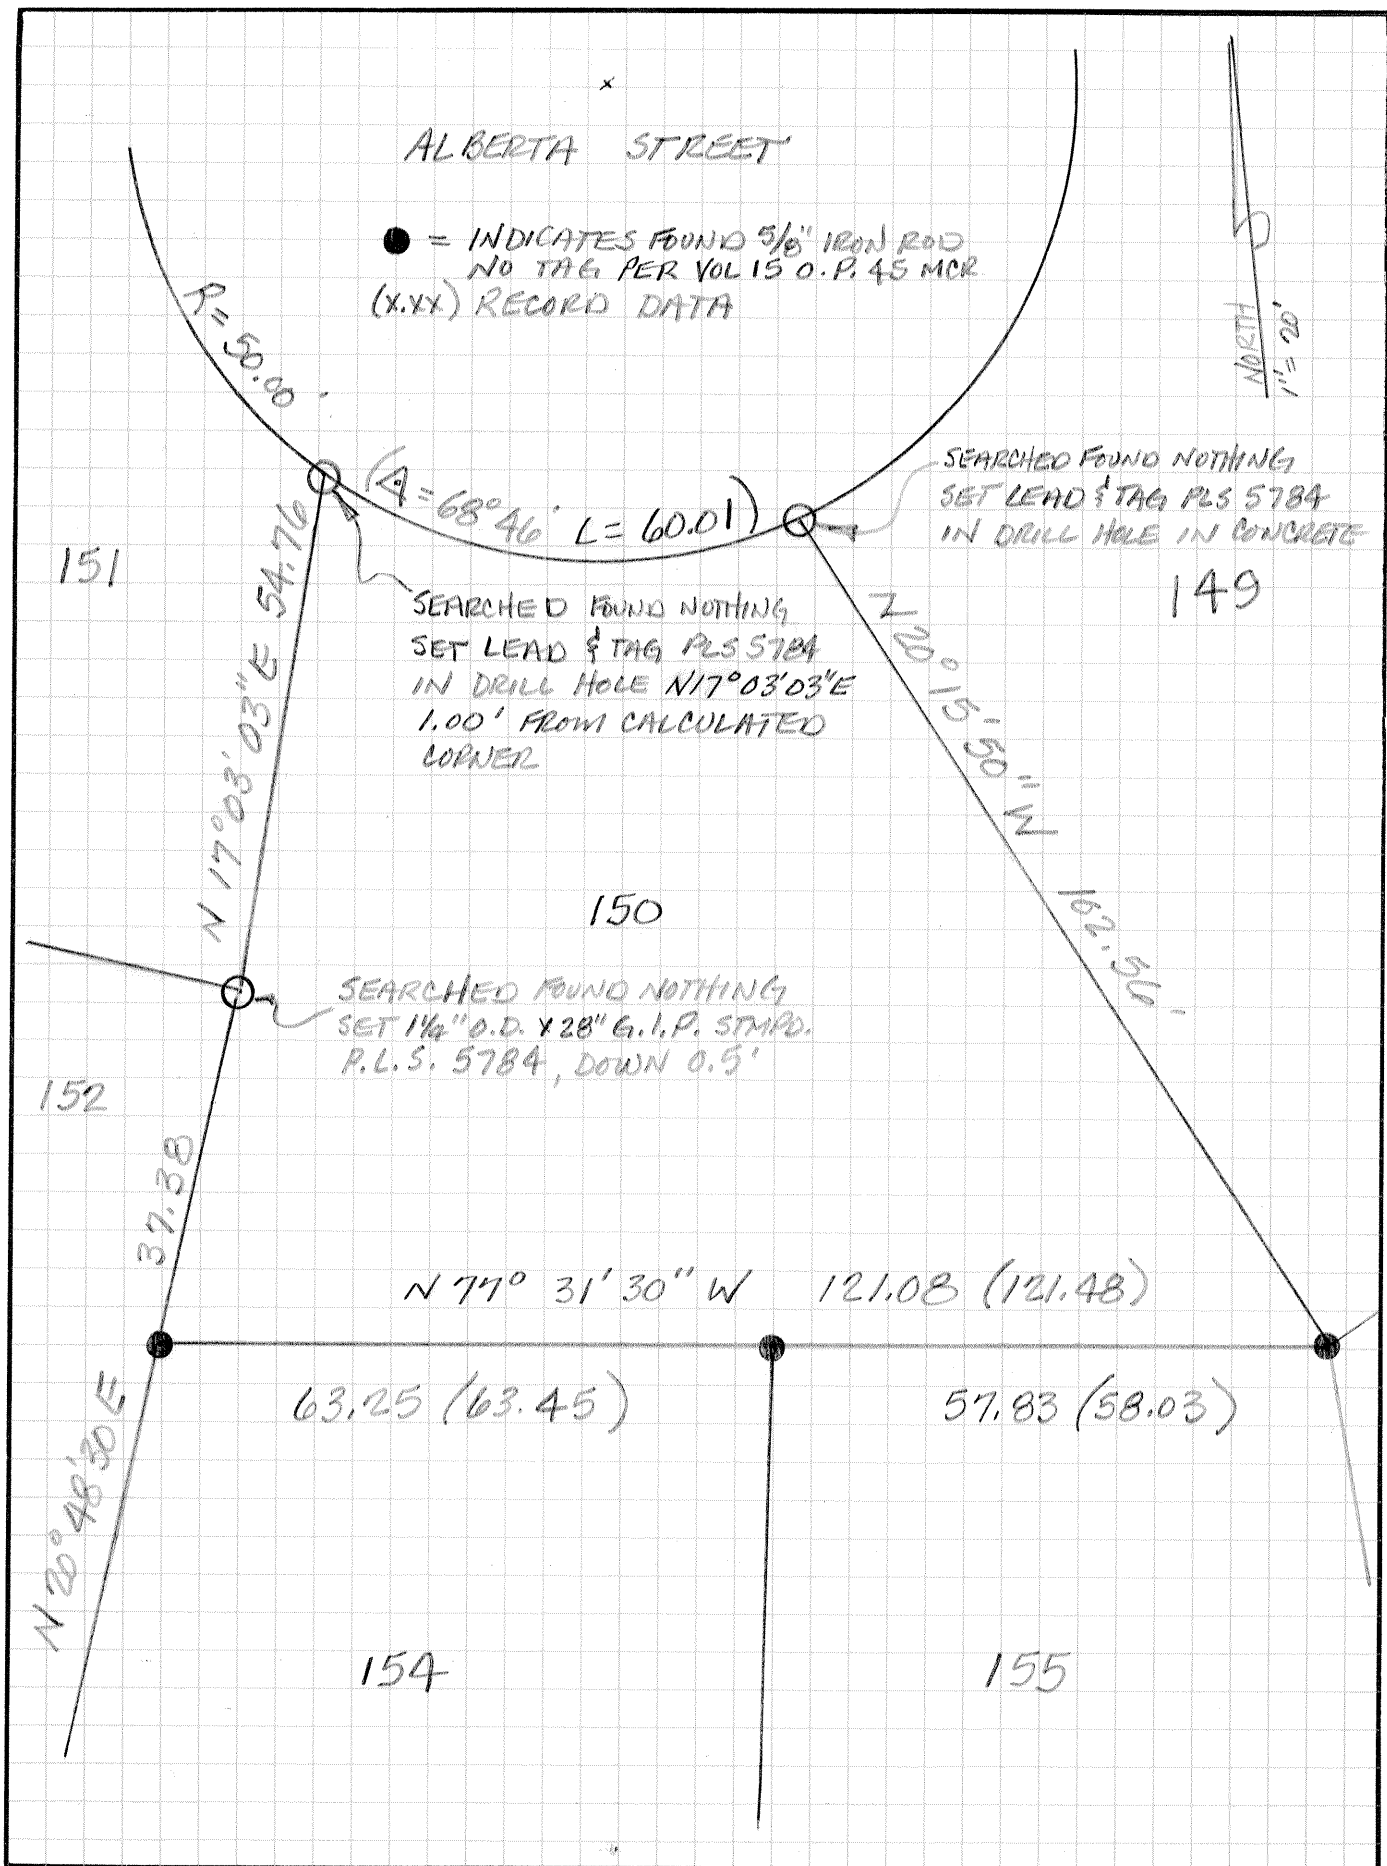 ALBERTA STREET
● = INDICATES FOUND 5/8" IRON ROD
NO TAG PER VOL 15 O.P. 45 MCR
(X.XX) RECORD DATA
NORTH
1"= 20'
R= 50.00'
(Δ = 68°46' L= 60.01)
SEARCHED FOUND NOTHING
SET LEAD & TAG PLS 5784
IN DRILL HOLE IN CONCRETE
149
151
N 17° 03' 03" E 54.76
SEARCHED FOUND NOTHING
SET LEAD & TAG PLS 5784
IN DRILL HOLE N17°03'03"E
1.00' FROM CALCULATED
CORNER
N 20° 15' 50" W 102.56'
150
SEARCHED FOUND NOTHING
SET 1¼" O.D. X 28" G.I.P. STMPD.
P.L.S. 5784, DOWN 0.5'
152
37.38
N 77° 31' 30" W 121.08 (121.48)
63.25 (63.45)
57.83 (58.03)
N 20° 48' 30 E
154
155